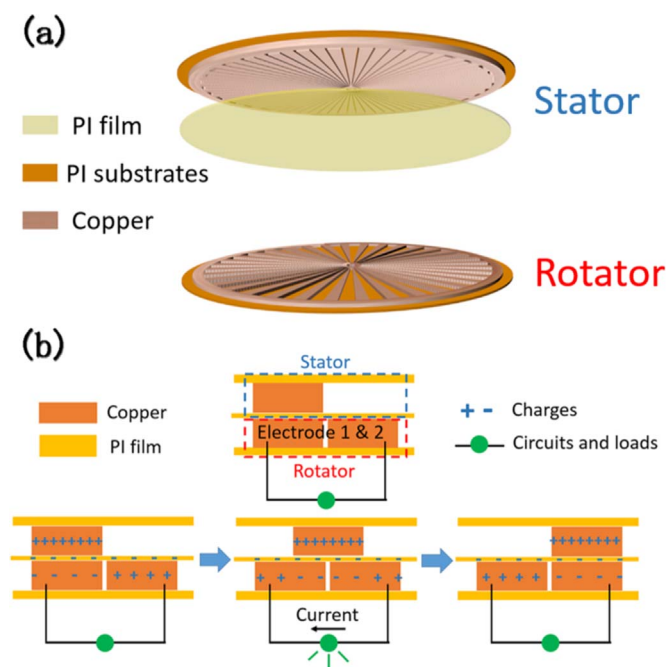 (a)
Stator
PI film
PI substrates
Copper
Rotator
(b)
Stator
Copper
PI film
Electrode 1 & 2
Rotator
+ - Charges
Circuits and loads
++++++++
- - - - - - - -
- - - - + + + +
++++++++
- - - - - - - -
+ + - - - - + +
Current
++++++++
- - - - - - - -
+ + + + - - - -